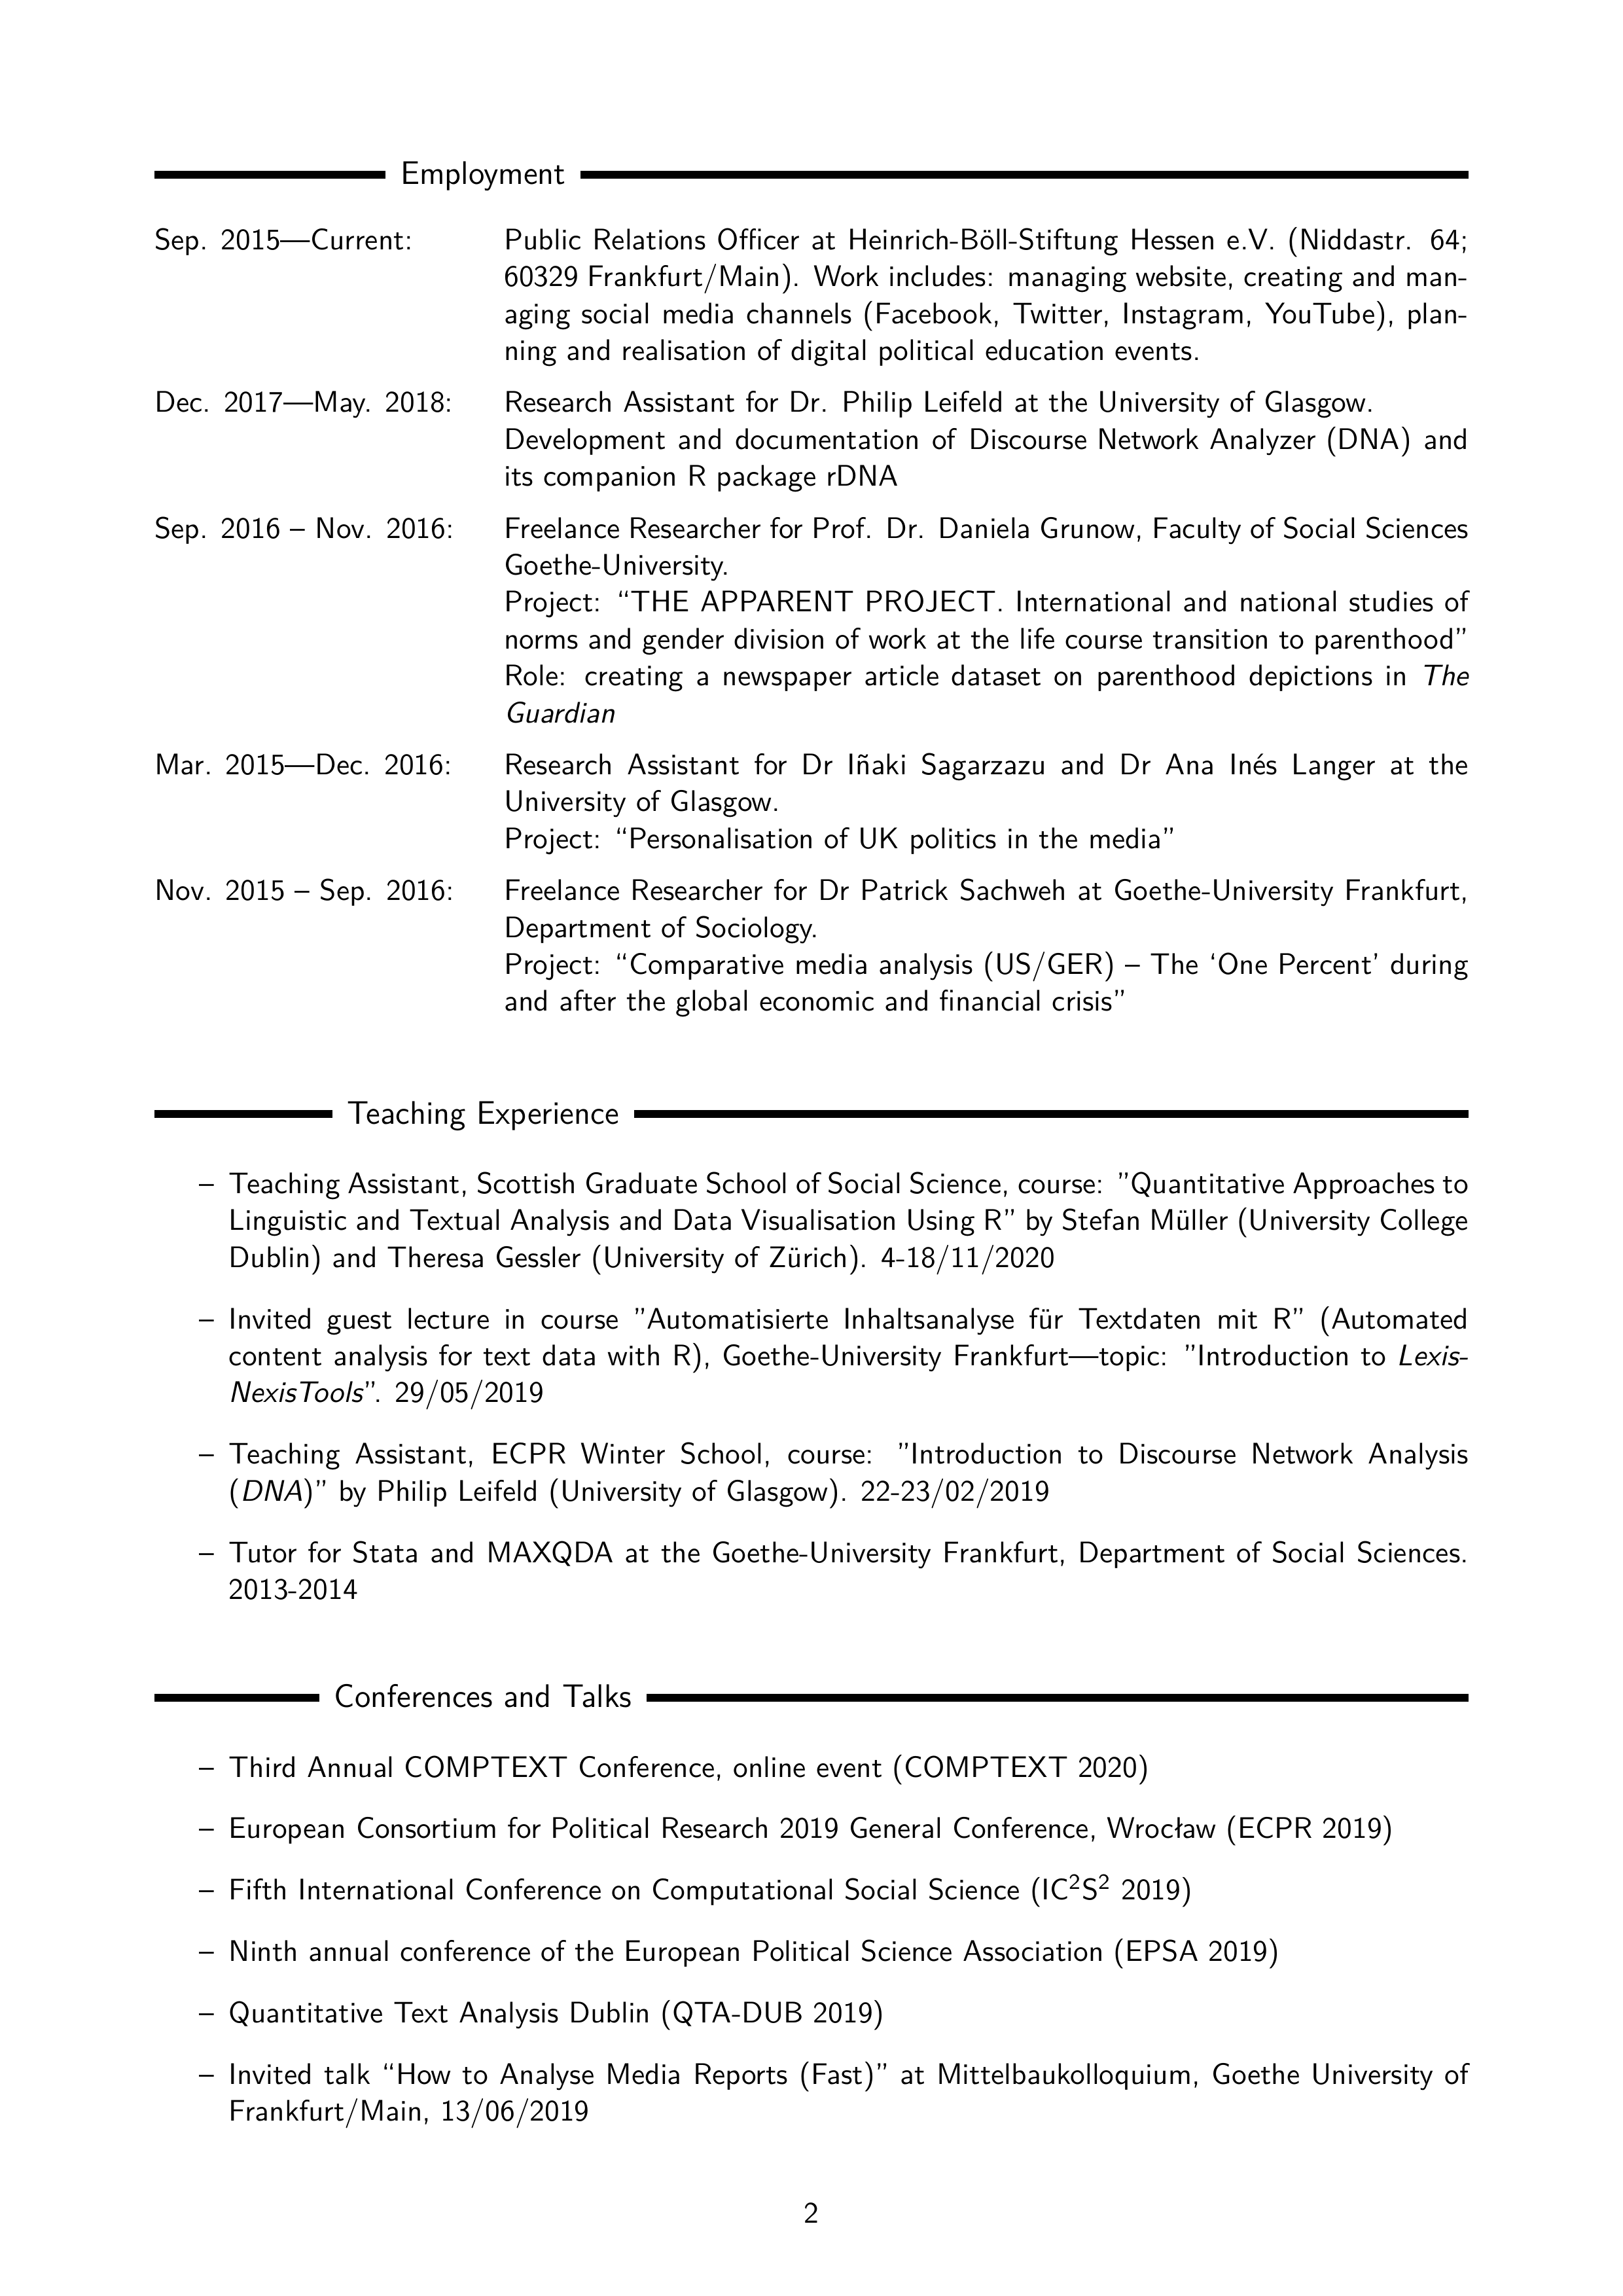 Employment
Sep. 2015—Current: Public Relations Officer at Heinrich-Böll-Stiftung Hessen e.V. (Niddastr. 64;
60329 Frankfurt/Main). Work includes: managing website, creating and man-
aging social media channels (Facebook, Twitter, Instagram, YouTube), plan-
ning and realisation of digital political education events.
Dec. 2017—May. 2018: Research Assistant for Dr. Philip Leifeld at the University of Glasgow.
Development and documentation of Discourse Network Analyzer (DNA) and
its companion R package rDNA
Sep. 2016 – Nov. 2016: Freelance Researcher for Prof. Dr. Daniela Grunow, Faculty of Social Sciences
Goethe-University.
Project: “THE APPARENT PROJECT. International and national studies of
norms and gender division of work at the life course transition to parenthood”
Role: creating a newspaper article dataset on parenthood depictions in The
Guardian
Mar. 2015—Dec. 2016: Research Assistant for Dr Iñaki Sagarzazu and Dr Ana Inés Langer at the
University of Glasgow.
Project: “Personalisation of UK politics in the media”
Nov. 2015 – Sep. 2016: Freelance Researcher for Dr Patrick Sachweh at Goethe-University Frankfurt,
Department of Sociology.
Project: “Comparative media analysis (US/GER) – The ‘One Percent’ during
and after the global economic and financial crisis”
Teaching Experience
– Teaching Assistant, Scottish Graduate School of Social Science, course: ”Quantitative Approaches to
Linguistic and Textual Analysis and Data Visualisation Using R” by Stefan Müller (University College
Dublin) and Theresa Gessler (University of Zürich). 4-18/11/2020
– Invited guest lecture in course ”Automatisierte Inhaltsanalyse für Textdaten mit R” (Automated
content analysis for text data with R), Goethe-University Frankfurt—topic: ”Introduction to Lexis-
NexisTools”. 29/05/2019
– Teaching Assistant, ECPR Winter School, course: ”Introduction to Discourse Network Analysis
(DNA)” by Philip Leifeld (University of Glasgow). 22-23/02/2019
– Tutor for Stata and MAXQDA at the Goethe-University Frankfurt, Department of Social Sciences.
2013-2014
Conferences and Talks
– Third Annual COMPTEXT Conference, online event (COMPTEXT 2020)
– European Consortium for Political Research 2019 General Conference, Wrocław (ECPR 2019)
– Fifth International Conference on Computational Social Science (IC²S² 2019)
– Ninth annual conference of the European Political Science Association (EPSA 2019)
– Quantitative Text Analysis Dublin (QTA-DUB 2019)
– Invited talk “How to Analyse Media Reports (Fast)” at Mittelbaukolloquium, Goethe University of
Frankfurt/Main, 13/06/2019
2